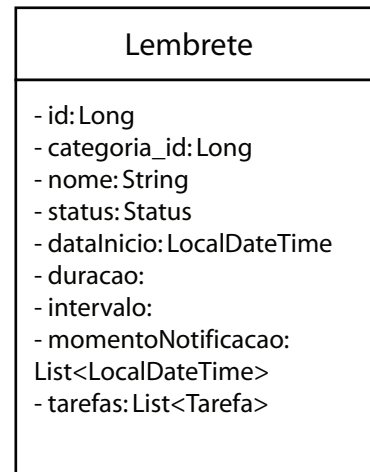 Lembrete
- id: Long
- categoria_id: Long
- nome: String
- status: Status
- dataInicio: LocalDateTime
- duracao:
- intervalo:
- momentoNotificacao:
List<LocalDateTime>
- tarefas: List<Tarefa>